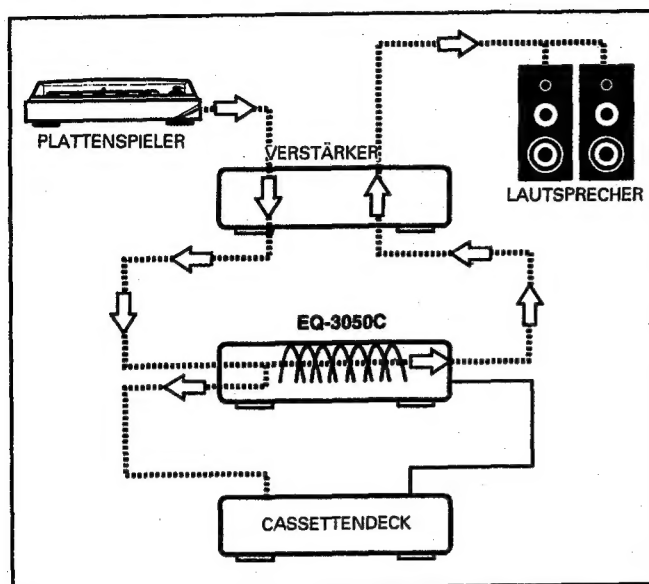 PLATTENSPIELER
VERSTÄRKER
LAUTSPRECHER
EQ-3050C
CASSETTENDECK